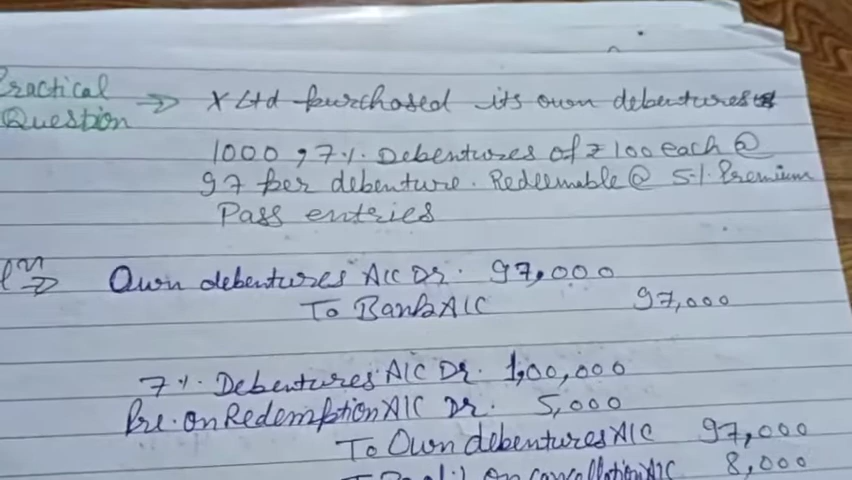 Practical
Question → X Ltd purchased its own debentures
1000, 7% Debentures of ₹100 each @
97 per debenture. Redeemable @ 5% Premium
Pass entries
Own debentures A/C Dr. 97,000
To Bank A/C 97,000
7%. Debentures A/C Dr. 1,00,000
Pre. on Redemption A/C Dr. 5,000
To Own debentures A/C 97,000
on cancellation A/C 8,000